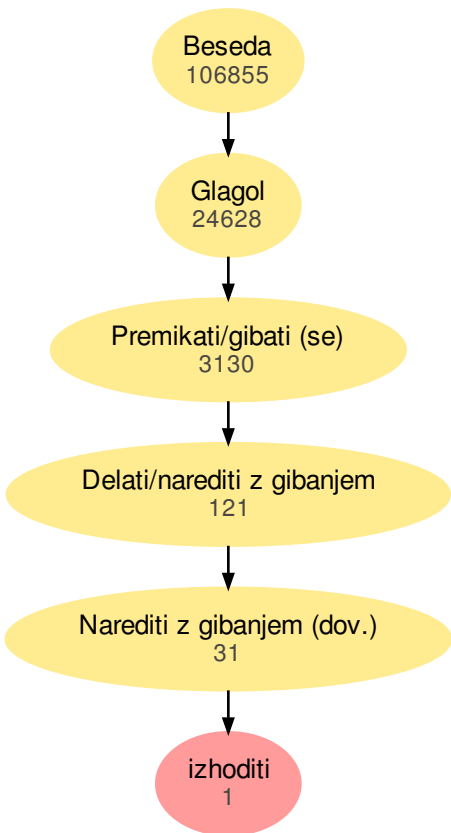 Beseda
106855
Glagol
24628
Premikati/gibati (se)
3130
Delati/narediti z gibanjem
121
Narediti z gibanjem (dov.)
31
izhoditi
1